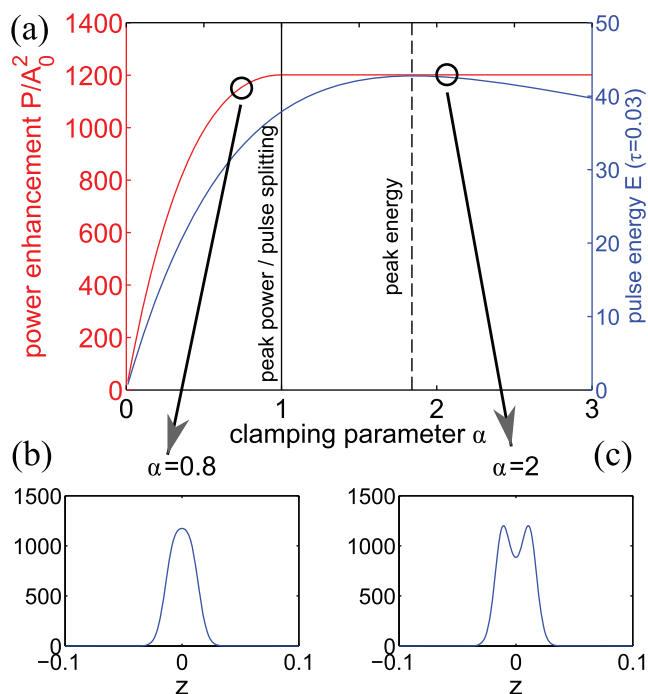 (a)
1400
1200
1000
800
600
400
200
0
power enhancement P/A₀²
peak power / pulse splitting
peak energy
50
40
30
20
10
0
pulse energy E (τ=0.03)
0
1
2
3
clamping parameter α
(b)
α=0.8
1500
1000
500
0
−0.1
0
0.1
z
(c)
α=2
1500
1000
500
0
−0.1
0
0.1
z